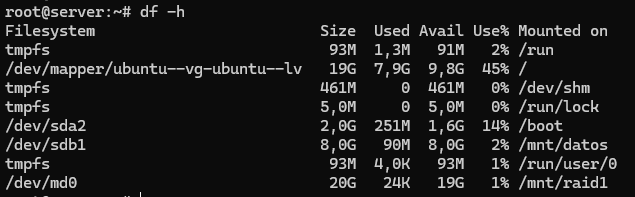 root@server:~# df -h
Filesystem Size Used Avail Use% Mounted on
tmpfs 93M 1,3M 91M 2% /run
/dev/mapper/ubuntu--vg-ubuntu--lv 19G 7,9G 9,8G 45% /
tmpfs 461M 0 461M 0% /dev/shm
tmpfs 5,0M 0 5,0M 0% /run/lock
/dev/sda2 2,0G 251M 1,6G 14% /boot
/dev/sdb1 8,0G 90M 8,0G 2% /mnt/datos
tmpfs 93M 4,0K 93M 1% /run/user/0
/dev/md0 20G 24K 19G 1% /mnt/raid1